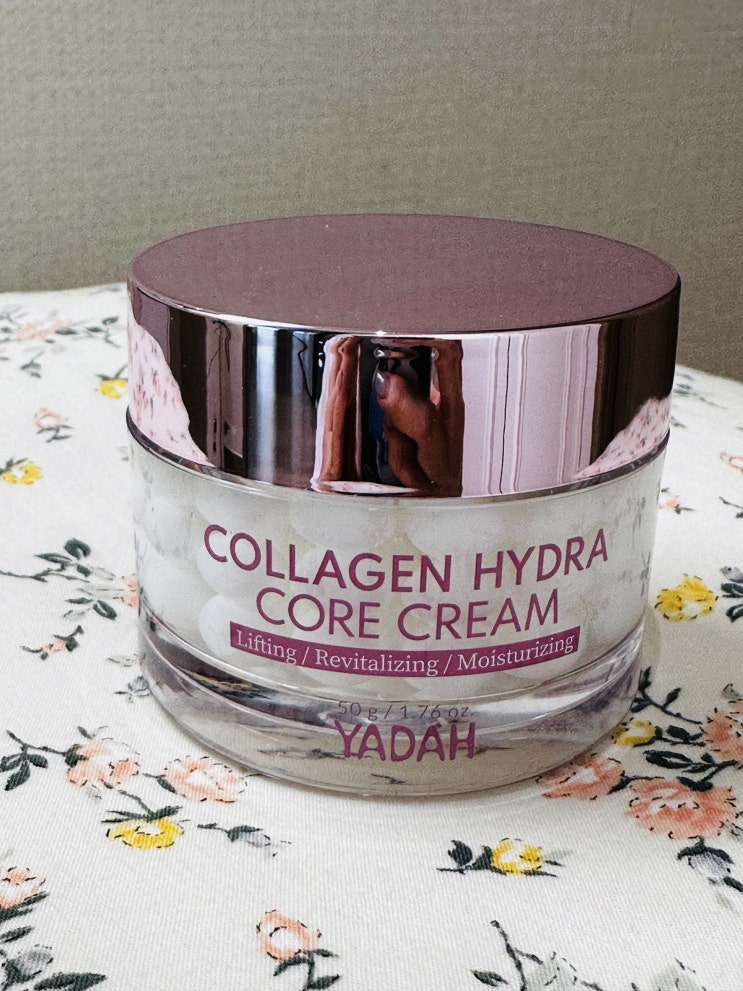 COLLAGEN HYDRA
CORE CREAM
Lifting / Revitalizing / Moisturizing
50 g / 1.76 oz.
YADAH